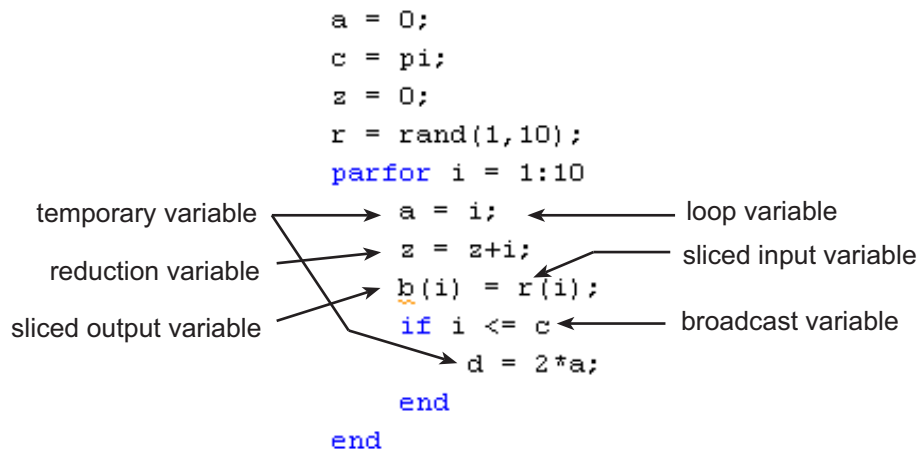 a = 0;
c = pi;
z = 0;
r = rand(1,10);
parfor i = 1:10
temporary variable a = i; loop variable
reduction variable z = z+i; sliced input variable
b(i) = r(i);
sliced output variable if i <= c broadcast variable
d = 2*a;
end
end